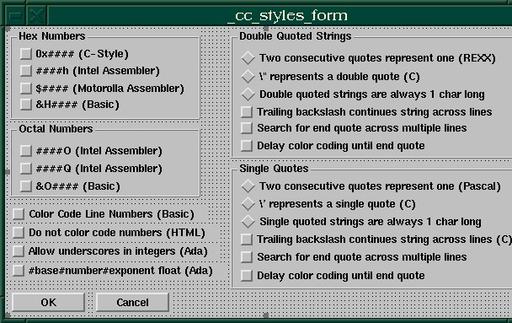 _cc_styles_form
Hex Numbers
0x#### (C-Style)
####h (Intel Assembler)
$#### (Motorolla Assembler)
&H#### (Basic)
Octal Numbers
####O (Intel Assembler)
####Q (Intel Assembler)
&O#### (Basic)
Color Code Line Numbers (Basic)
Do not color code numbers (HTML)
Allow underscores in integers (Ada)
#base#number#exponent float (Ada)
OK
Cancel
Double Quoted Strings
Two consecutive quotes represent one (REXX)
\" represents a double quote (C)
Double quoted strings are always 1 char long
Trailing backslash continues string across lines
Search for end quote across multiple lines
Delay color coding until end quote
Single Quotes
Two consecutive quotes represent one (Pascal)
\' represents a single quote (C)
Single quoted strings are always 1 char long
Trailing backslash continues string across lines (C)
Search for end quote across multiple lines
Delay color coding until end quote